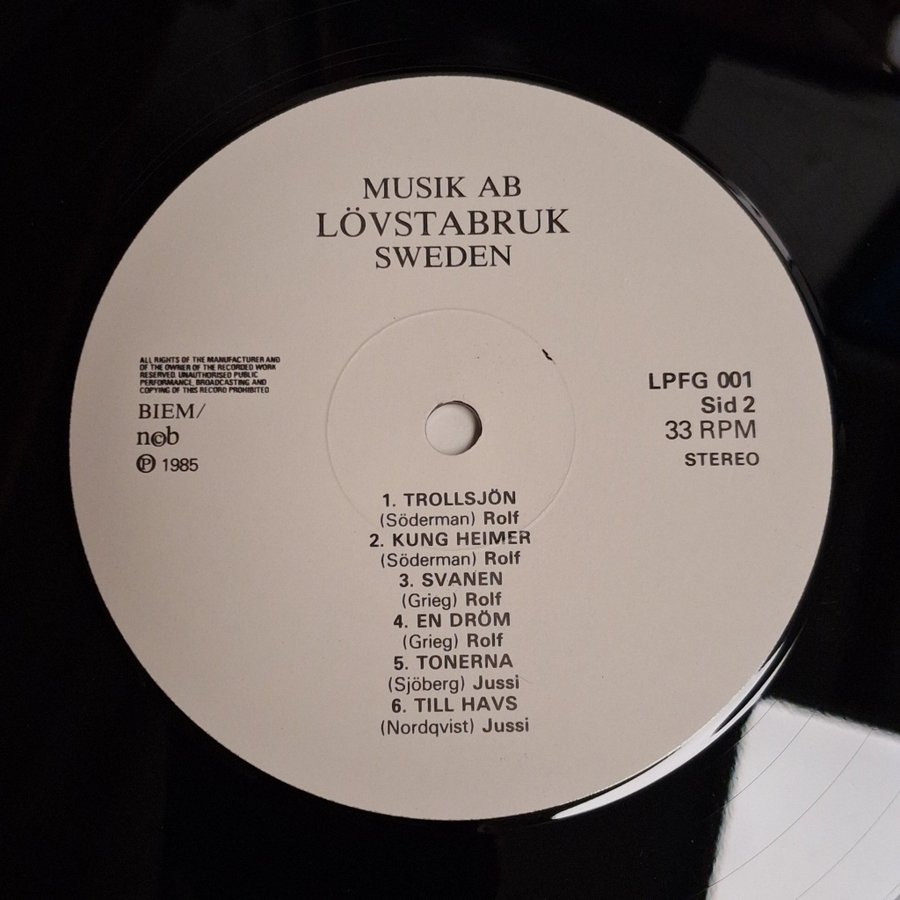 MUSIK AB
LÖVSTABRUK
SWEDEN
ALL RIGHTS OF THE MANUFACTURER AND
OF THE OWNER OF THE RECORDED WORK
RESERVED. UNAUTHORISED PUBLIC
PERFORMANCE, BROADCASTING AND
COPYING OF THIS RECORD PROHIBITED
BIEM/
n©b
Ⓟ 1985
LPFG 001
Sid 2
33 RPM
STEREO
1. TROLLSJÖN
(Söderman) Rolf
2. KUNG HEIMER
(Söderman) Rolf
3. SVANEN
(Grieg) Rolf
4. EN DRÖM
(Grieg) Rolf
5. TONERNA
(Sjöberg) Jussi
6. TILL HAVS
(Nordqvist) Jussi